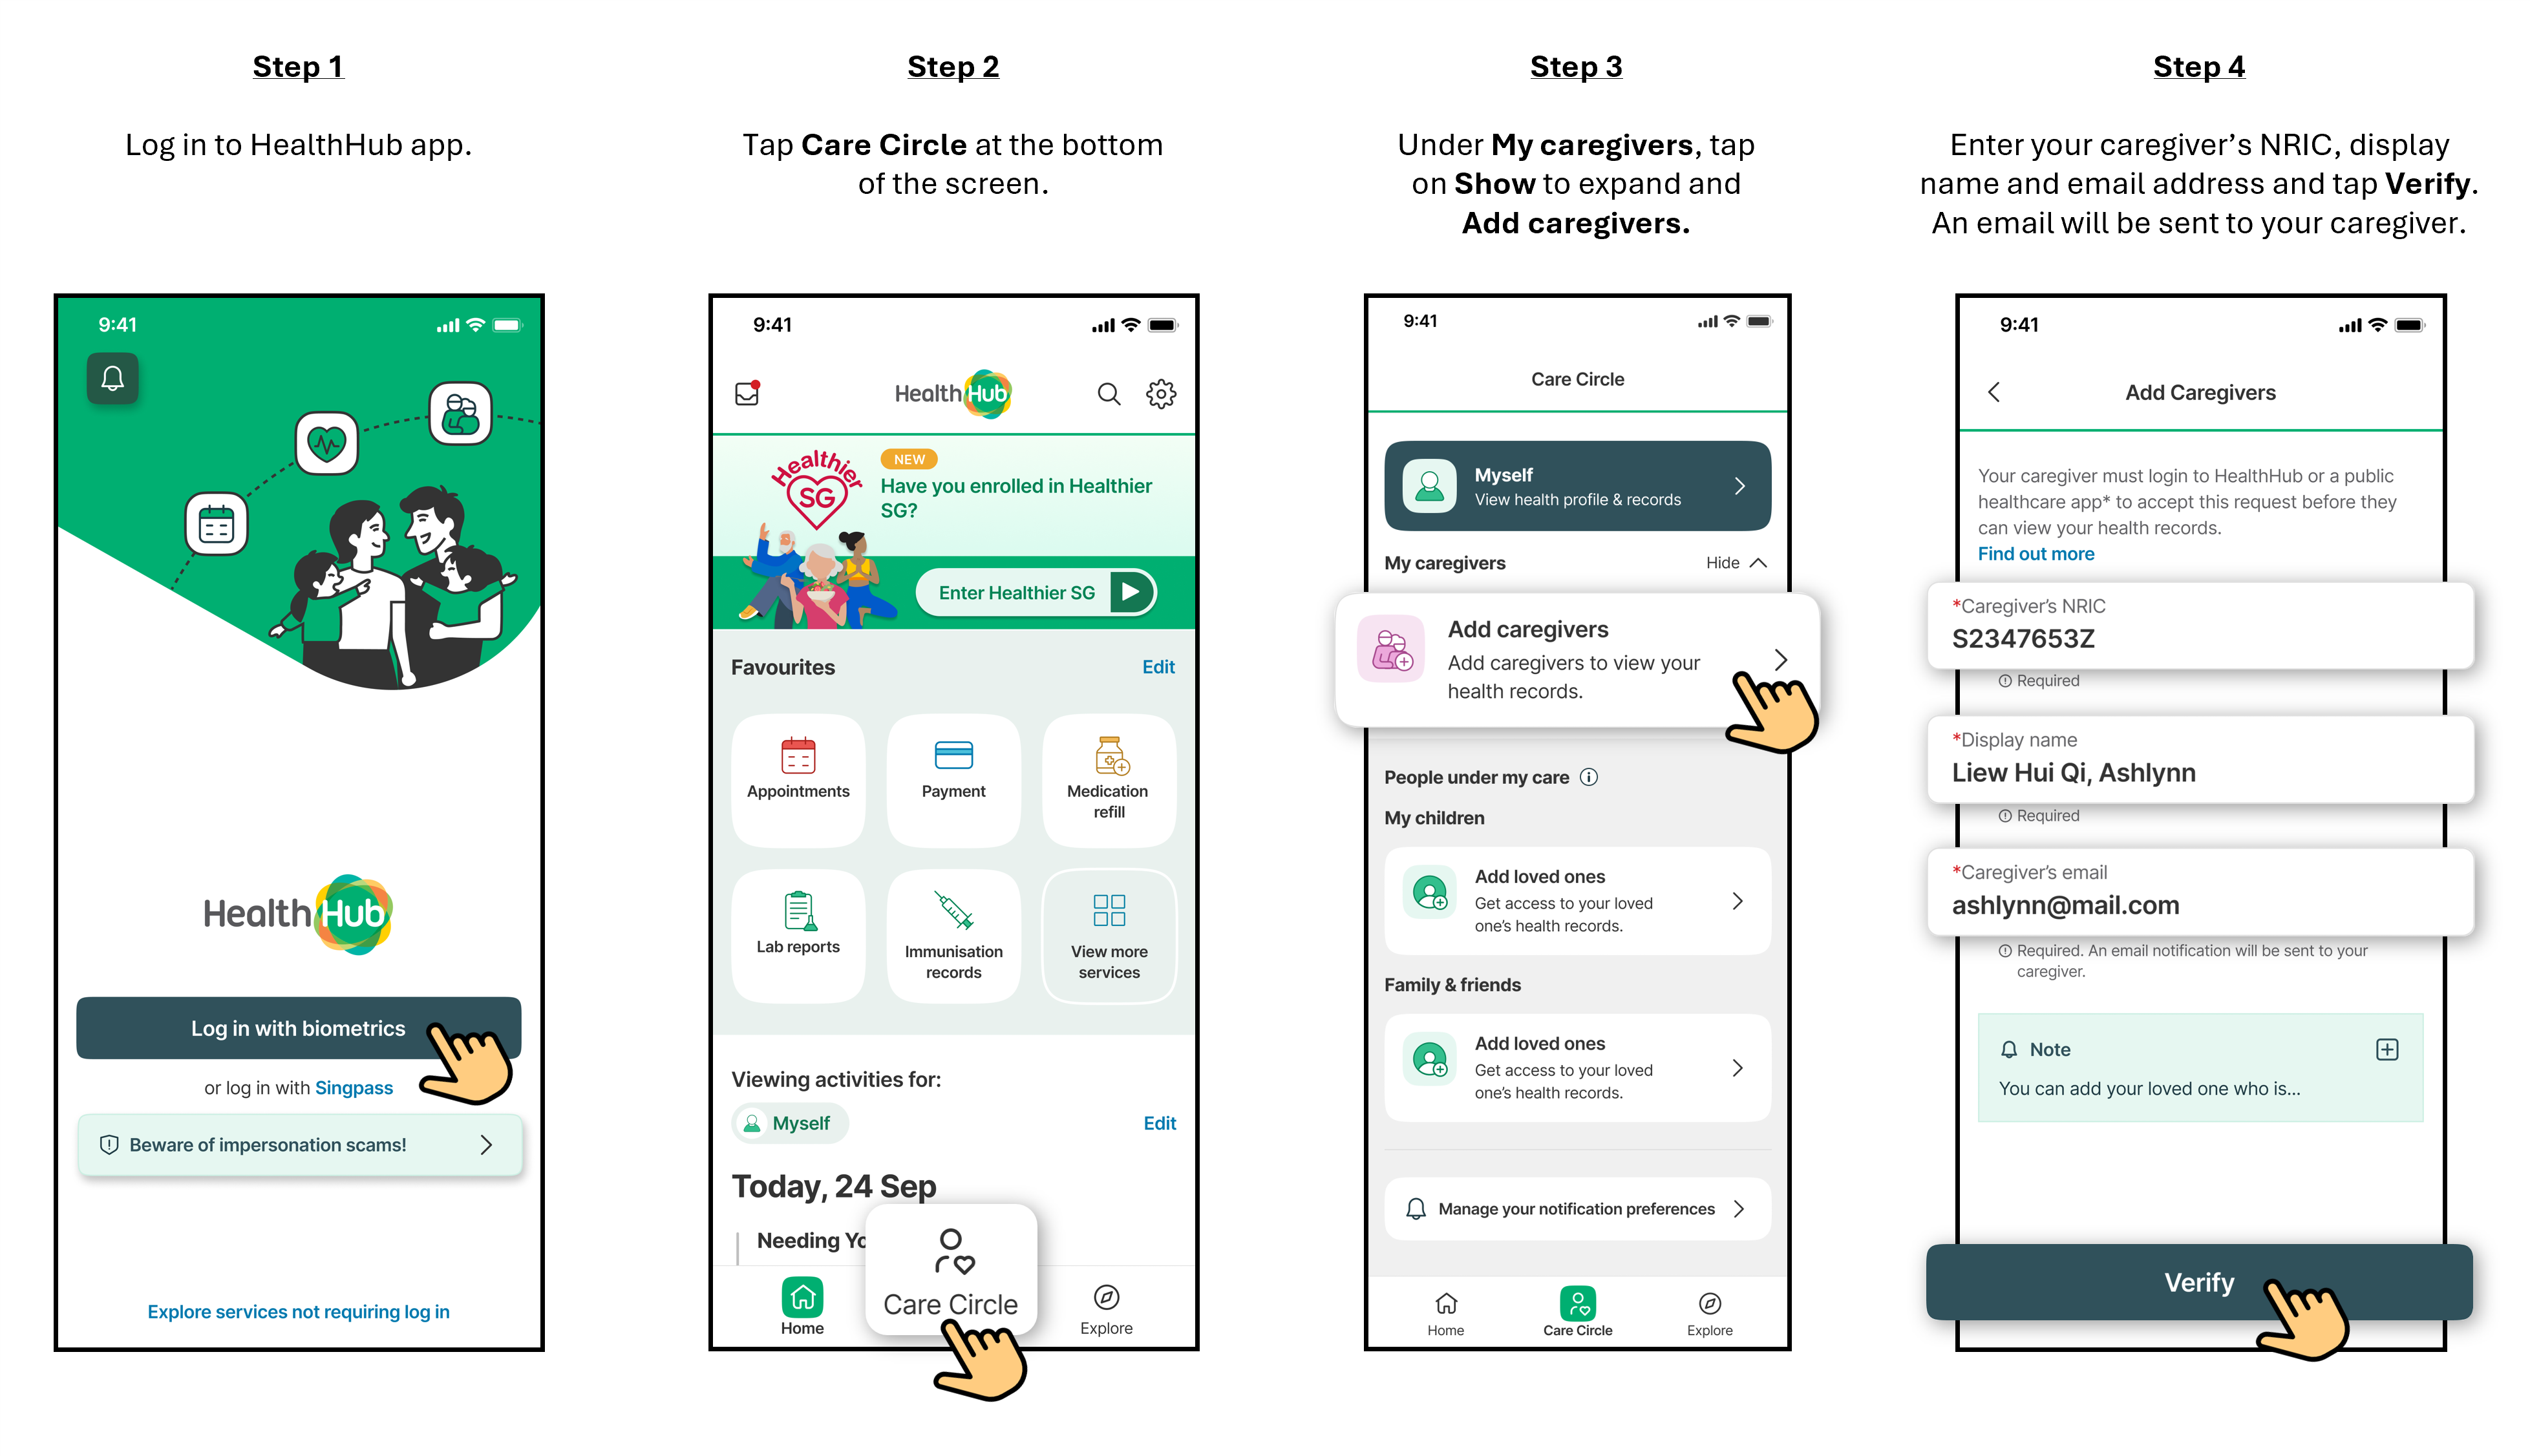 Step 1
Log in to HealthHub app.
9:41
HealthHub
Log in with biometrics
or log in with Singpass
Beware of impersonation scams!
Explore services not requiring log in
Step 2
Tap Care Circle at the bottom
of the screen.
9:41
HealthHub
Healthier
SG
NEW
Have you enrolled in Healthier
SG?
Enter Healthier SG
Favourites
Edit
Appointments
Payment
Medication
refill
Lab reports
Immunisation
records
View more
services
Viewing activities for:
Myself
Edit
Today, 24 Sep
Needing Yo
Home
Care Circle
Explore
Step 3
Under My caregivers, tap
on Show to expand and
Add caregivers.
9:41
Care Circle
Myself
View health profile & records
My caregivers
Hide
Add caregivers
Add caregivers to view your
health records.
People under my care
My children
Add loved ones
Get access to your loved
one's health records.
Family & friends
Add loved ones
Get access to your loved
one's health records.
Manage your notification preferences
Home
Care Circle
Explore
Step 4
Enter your caregiver’s NRIC, display
name and email address and tap Verify.
An email will be sent to your caregiver.
9:41
Add Caregivers
Your caregiver must login to HealthHub or a public
healthcare app* to accept this request before they
can view your health records.
Find out more
*Caregiver's NRIC
S2347653Z
Required
*Display name
Liew Hui Qi, Ashlynn
Required
*Caregiver's email
ashlynn@mail.com
Required. An email notification will be sent to your
caregiver.
Note
You can add your loved one who is...
Verify